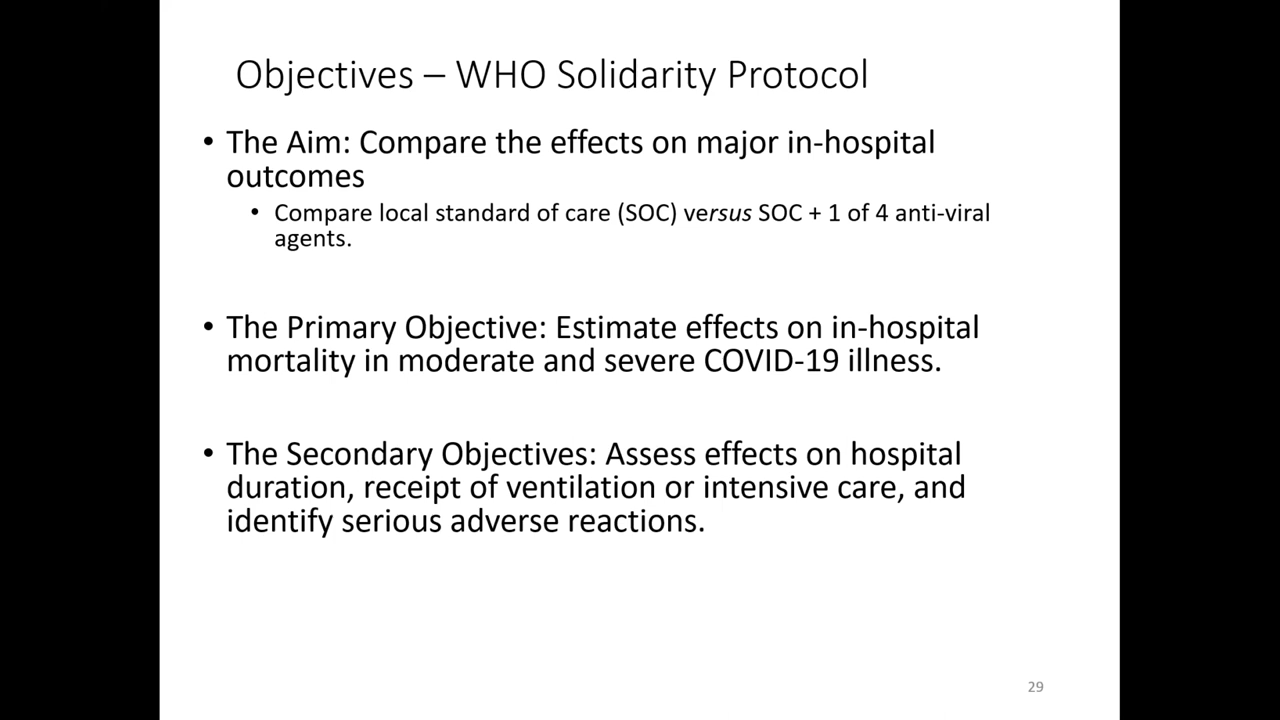 Objectives – WHO Solidarity Protocol
• The Aim: Compare the effects on major in-hospital
outcomes
• Compare local standard of care (SOC) versus SOC + 1 of 4 anti-viral
agents.
• The Primary Objective: Estimate effects on in-hospital
mortality in moderate and severe COVID-19 illness.
• The Secondary Objectives: Assess effects on hospital
duration, receipt of ventilation or intensive care, and
identify serious adverse reactions.
29